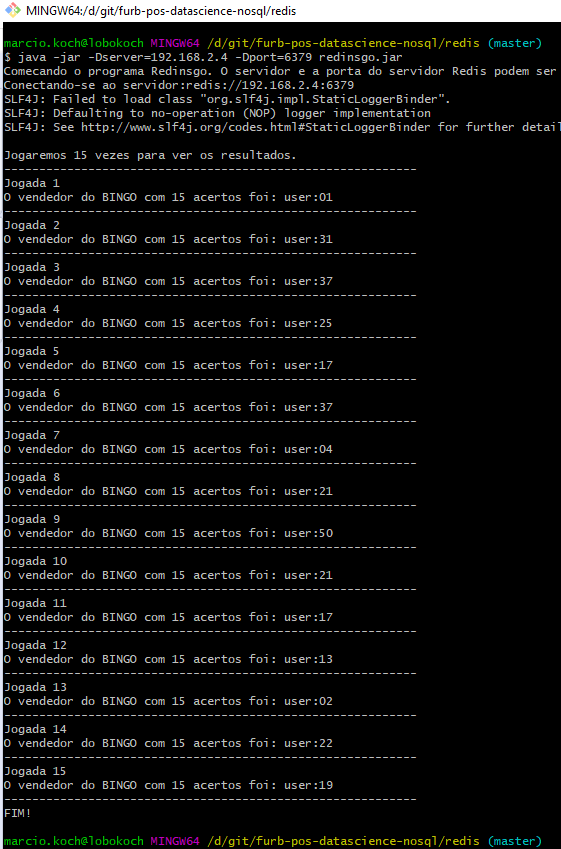 MINGW64:/d/git/furb-pos-datascience-nosql/redis
marcio.koch@lobokoch MINGW64 /d/git/furb-pos-datascience-nosql/redis (master)
$ java -jar -Dserver=192.168.2.4 -Dport=6379 redinsgo.jar
Comecando o programa Redinsgo. O servidor e a porta do servidor Redis podem ser
Conectando-se ao servidor:redis://192.168.2.4:6379
SLF4J: Failed to load class "org.slf4j.impl.StaticLoggerBinder".
SLF4J: Defaulting to no-operation (NOP) logger implementation
SLF4J: See http://www.slf4j.org/codes.html#StaticLoggerBinder for further detail
Jogaremos 15 vezes para ver os resultados.
--------------------------------------------------------------
Jogada 1
O vendedor do BINGO com 15 acertos foi: user:01
--------------------------------------------------------------
Jogada 2
O vendedor do BINGO com 15 acertos foi: user:31
--------------------------------------------------------------
Jogada 3
O vendedor do BINGO com 15 acertos foi: user:37
--------------------------------------------------------------
Jogada 4
O vendedor do BINGO com 15 acertos foi: user:25
--------------------------------------------------------------
Jogada 5
O vendedor do BINGO com 15 acertos foi: user:17
--------------------------------------------------------------
Jogada 6
O vendedor do BINGO com 15 acertos foi: user:37
--------------------------------------------------------------
Jogada 7
O vendedor do BINGO com 15 acertos foi: user:04
--------------------------------------------------------------
Jogada 8
O vendedor do BINGO com 15 acertos foi: user:21
--------------------------------------------------------------
Jogada 9
O vendedor do BINGO com 15 acertos foi: user:50
--------------------------------------------------------------
Jogada 10
O vendedor do BINGO com 15 acertos foi: user:21
--------------------------------------------------------------
Jogada 11
O vendedor do BINGO com 15 acertos foi: user:17
--------------------------------------------------------------
Jogada 12
O vendedor do BINGO com 15 acertos foi: user:13
--------------------------------------------------------------
Jogada 13
O vendedor do BINGO com 15 acertos foi: user:02
--------------------------------------------------------------
Jogada 14
O vendedor do BINGO com 15 acertos foi: user:22
--------------------------------------------------------------
Jogada 15
O vendedor do BINGO com 15 acertos foi: user:19
--------------------------------------------------------------
FIM!
marcio.koch@lobokoch MINGW64 /d/git/furb-pos-datascience-nosql/redis (master)